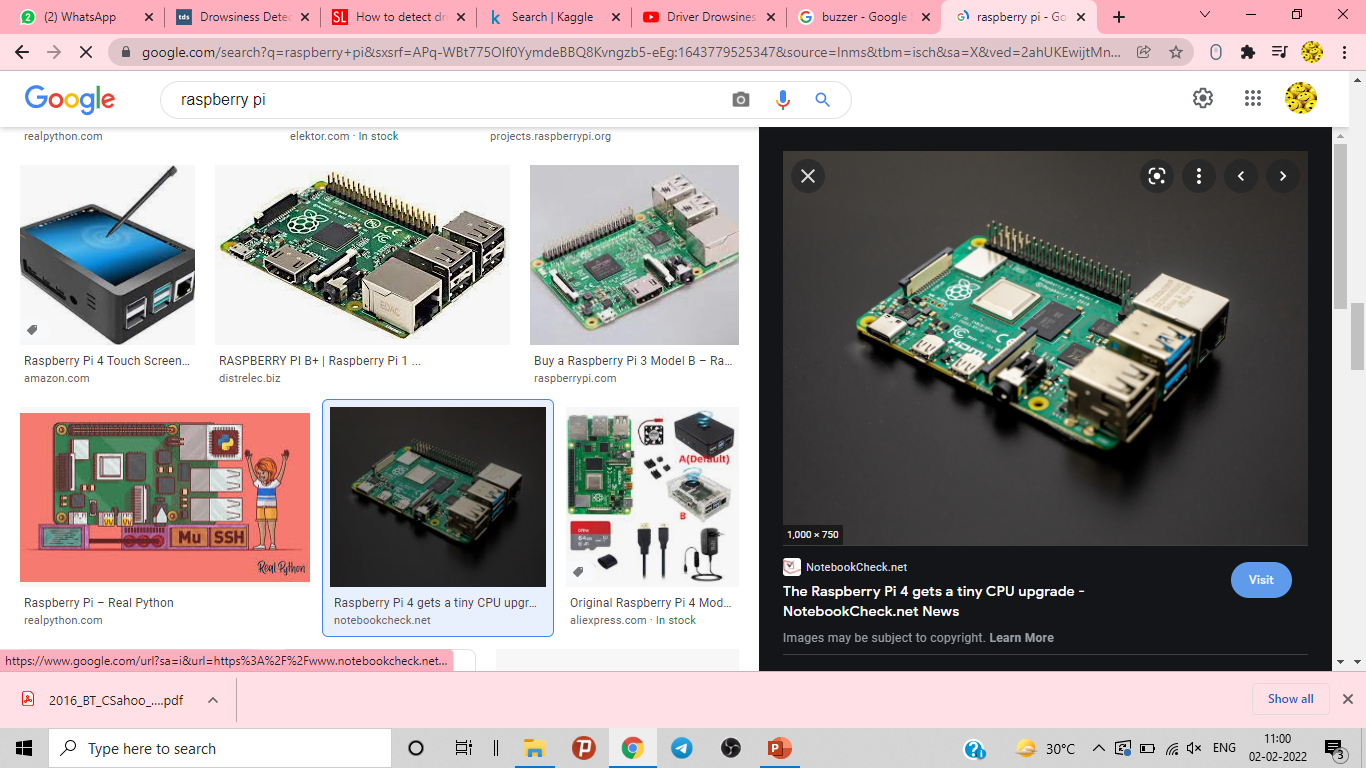 (2) WhatsApp
tds
Drowsiness Dete
SL
How to detect dr
k
Search | Kaggle
Driver Drowsines
buzzer - Google
raspberry pi - Go
google.com/search?q=raspberry+pi&sxsrf=APq-WBt775OIf0YymdeBBQ8Kvngzb5-eEg:1643779525347&source=lnms&tbm=isch&sa=X&ved=2ahUKEwijtMn...
Google
raspberry pi
realpython.com
elektor.com · In stock
projects.raspberrypi.org
Raspberry Pi 4 Touch Screen...
amazon.com
RASPBERRY PI B+ | Raspberry Pi 1 ...
distrelec.biz
Buy a Raspberry Pi 3 Model B – Ra...
raspberrypi.com
Mu SSH
Real Python
Raspberry Pi – Real Python
realpython.com
Raspberry Pi 4 gets a tiny CPU upgr...
notebookcheck.net
A(Default)
B
64
Original Raspberry Pi 4 Mod...
aliexpress.com · In stock
HDMI
1,000 × 750
NotebookCheck.net
The Raspberry Pi 4 gets a tiny CPU upgrade -
NotebookCheck.net News
Visit
Images may be subject to copyright. Learn More
https://www.google.com/url?sa=i&url=https%3A%2F%2Fwww.notebookcheck.net...
2016_BT_CSahoo_....pdf
Show all
Type here to search
30°C
ENG
11:00
02-02-2022
3